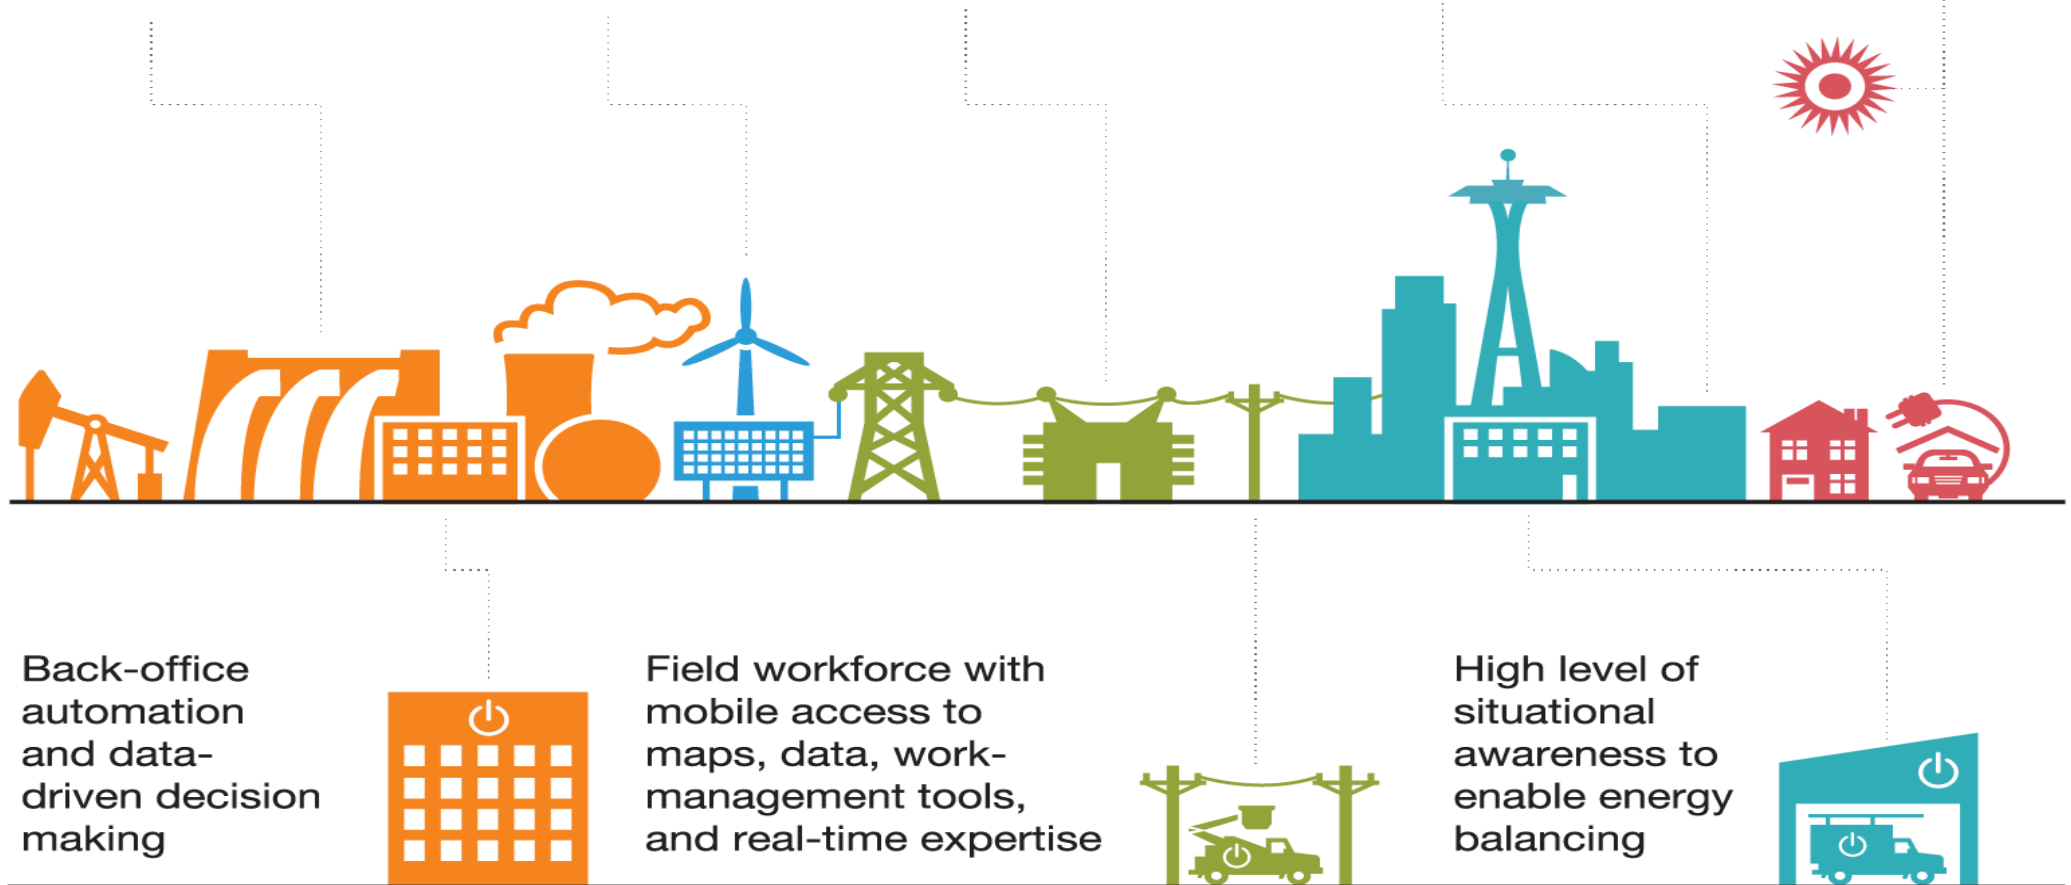 Back-office
automation
and data-
driven decision
making
Field workforce with
mobile access to
maps, data, work-
management tools,
and real-time expertise
High level of
situational
awareness to
enable energy
balancing